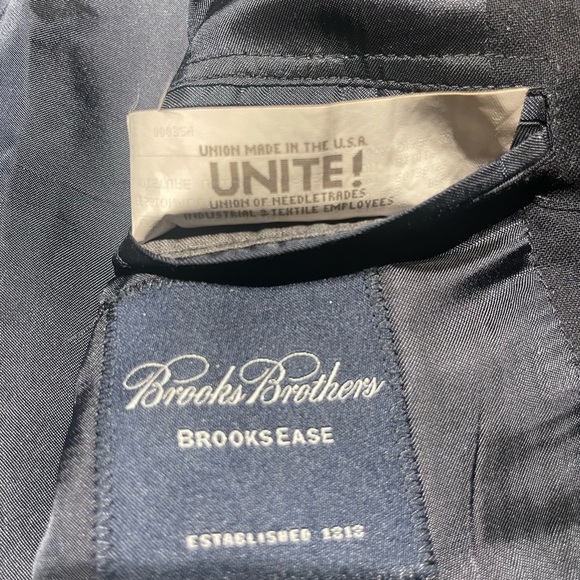 UNION MADE IN THE U.S.A.
UNITE!
UNION OF NEEDLETRADES
INDUSTRIAL & TEXTILE EMPLOYEES
Brooks Brothers
BROOKSEASE
ESTABLISHED 1818